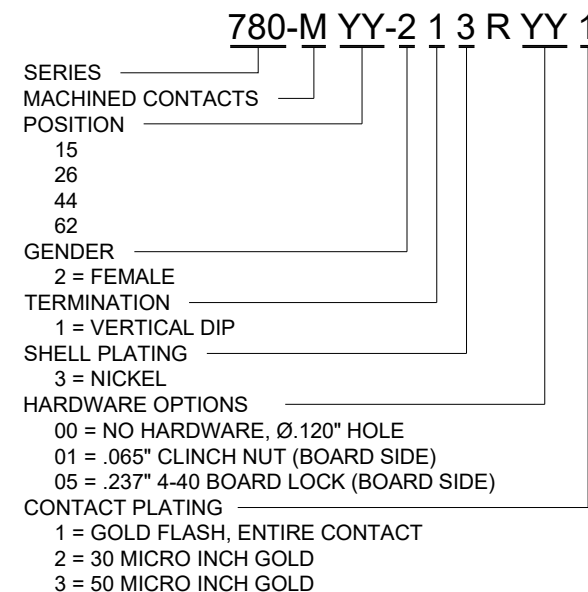 780-M YY-2 1 3 R YY 1
SERIES
MACHINED CONTACTS
POSITION
15
26
44
62
GENDER
2 = FEMALE
TERMINATION
1 = VERTICAL DIP
SHELL PLATING
3 = NICKEL
HARDWARE OPTIONS
00 = NO HARDWARE, Ø.120" HOLE
01 = .065" CLINCH NUT (BOARD SIDE)
05 = .237" 4-40 BOARD LOCK (BOARD SIDE)
CONTACT PLATING
1 = GOLD FLASH, ENTIRE CONTACT
2 = 30 MICRO INCH GOLD
3 = 50 MICRO INCH GOLD